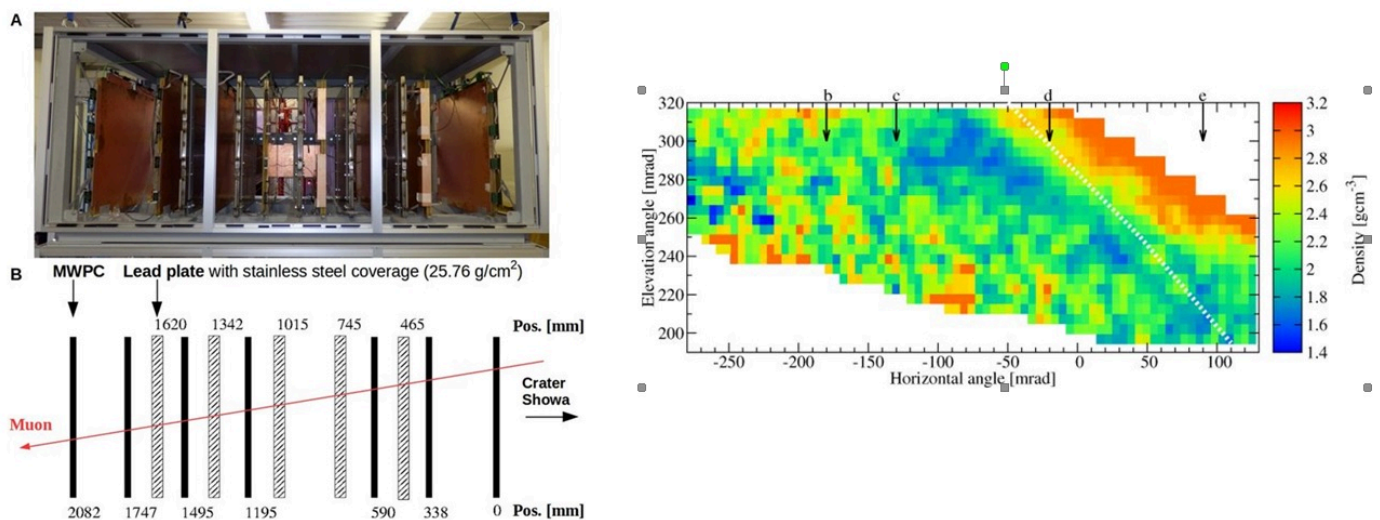 A
B
MWPC Lead plate with stainless steel coverage (25.76 g/cm²)
1620 1342 1015 745 465 Pos. [mm]
Crater
Showa
Muon
2082 1747 1495 1195 590 338 0 Pos. [mm]
b c d e
320
300
280
260
240
220
200
Elevation angle [mrad]
-250 -200 -150 -100 -50 0 50 100
Horizontal angle [mrad]
3.2
3.0
2.8
2.6
2.4
2.2
2.0
1.8
1.6
1.4
Density [gcm⁻³]